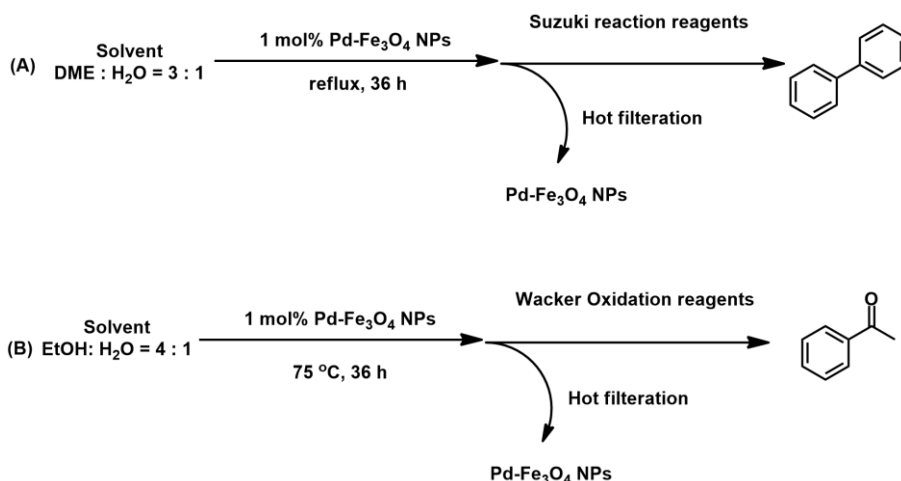 (A)
Solvent
DME : H₂O = 3 : 1
1 mol% Pd-Fe₃O₄ NPs
reflux, 36 h
Suzuki reaction reagents
Hot filteration
Pd-Fe₃O₄ NPs
(B)
Solvent
EtOH: H₂O = 4 : 1
1 mol% Pd-Fe₃O₄ NPs
75 °C, 36 h
Wacker Oxidation reagents
O
Hot filteration
Pd-Fe₃O₄ NPs